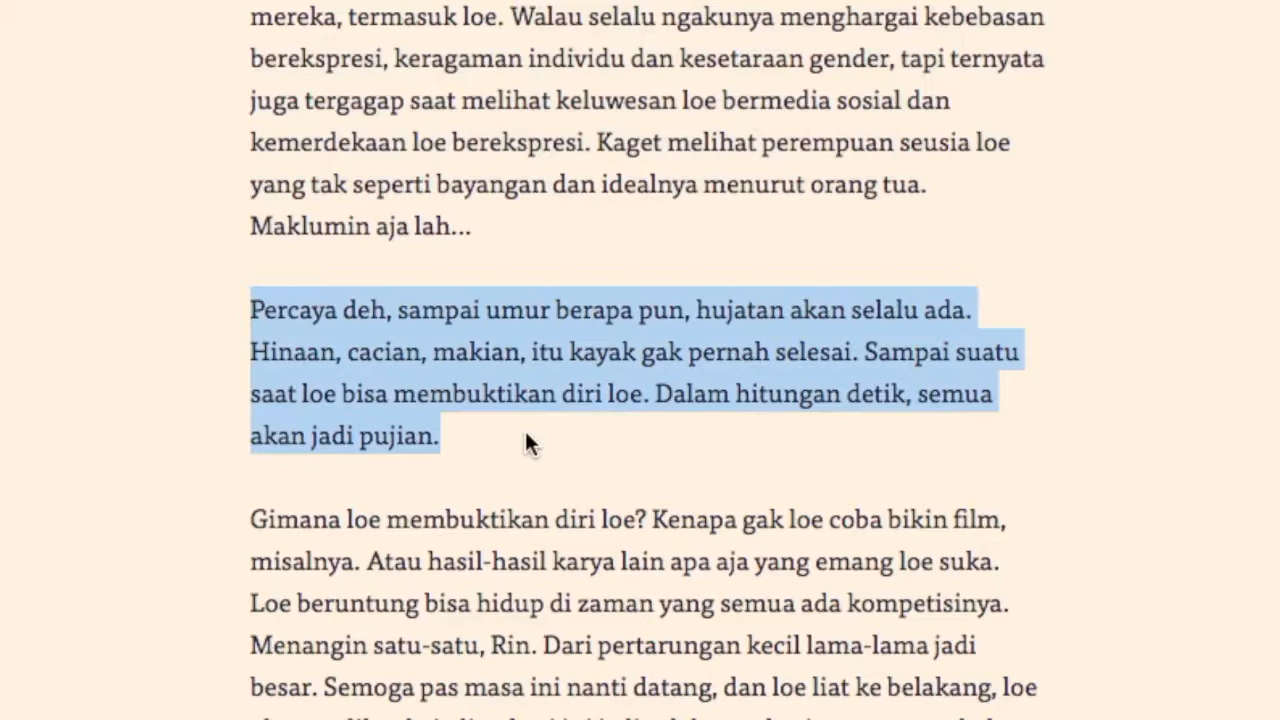 mereka, termasuk loe. Walau selalu ngakunya menghargai kebebasan
berekspresi, keragaman individu dan kesetaraan gender, tapi ternyata
juga tergagap saat melihat keluwesan loe bermedia sosial dan
kemerdekaan loe berekspresi. Kaget melihat perempuan seusia loe
yang tak seperti bayangan dan idealnya menurut orang tua.
Maklumin aja lah...
Percaya deh, sampai umur berapa pun, hujatan akan selalu ada.
Hinaan, cacian, makian, itu kayak gak pernah selesai. Sampai suatu
saat loe bisa membuktikan diri loe. Dalam hitungan detik, semua
akan jadi pujian.
Gimana loe membuktikan diri loe? Kenapa gak loe coba bikin film,
misalnya. Atau hasil-hasil karya lain apa aja yang emang loe suka.
Loe beruntung bisa hidup di zaman yang semua ada kompetisinya.
Menangin satu-satu, Rin. Dari pertarungan kecil lama-lama jadi
besar. Semoga pas masa ini nanti datang, dan loe liat ke belakang, loe